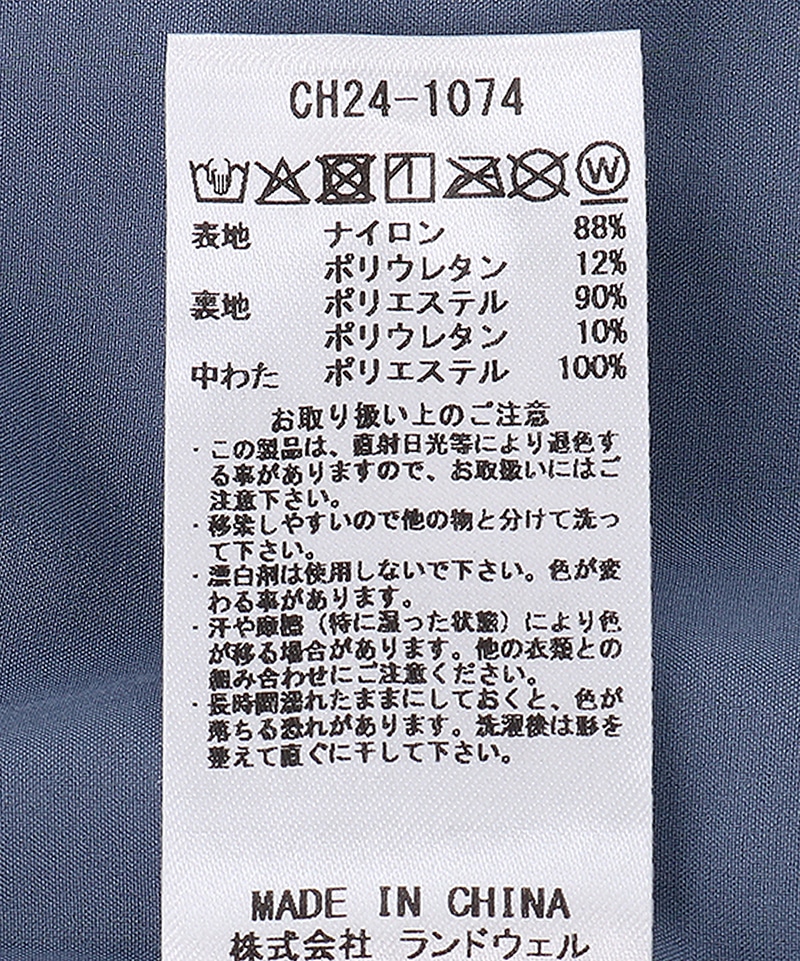 CH24-1074
W
表地 ナイロン 88%
ポリウレタン 12%
裏地 ポリエステル 90%
ポリウレタン 10%
中わた ポリエステル 100%
お取り扱い上のご注意
・この製品は、直射日光等により退色す
る事がありますので、お取扱いにはご
注意下さい。
・移染しやすいので他の物と分けて洗っ
て下さい。
・漂白剤は使用しないで下さい。色が変
わる事があります。
・汗や摩擦（特に湿った状態）により色
が移る場合があります。他の衣類との
組み合わせにご注意ください。
・長時間濡れたままにしておくと、色が
落ちる恐れがあります。洗濯後は形を
整えて直ぐに干して下さい。
MADE IN CHINA
株式会社 ランドウェル